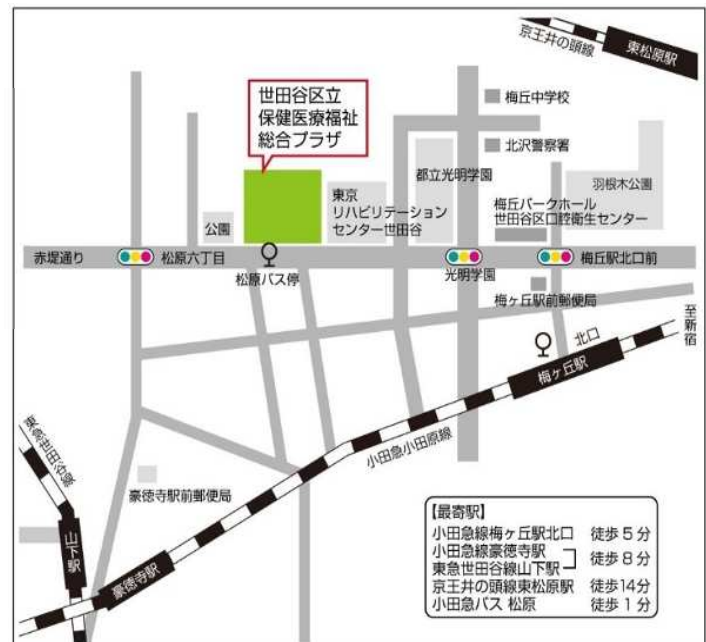 京王井の頭線
東松原駅
世田谷区立
保健医療福祉
総合プラザ
梅丘中学校
北沢警察署
都立光明学園
羽根木公園
東京
リハビリテーション
センター世田谷
梅丘パークホール
世田谷区口腔衛生センター
公園
赤堤通り
松原六丁目
松原バス停
光明学園
梅丘駅北口前
梅ヶ丘駅前郵便局
至新宿
北口
梅ヶ丘駅
小田急小田原線
東急世田谷線
山下駅
豪徳寺駅前郵便局
豪徳寺駅
【最寄駅】
小田急線梅ヶ丘駅北口 徒歩5分
小田急線豪徳寺駅
東急世田谷線山下駅 徒歩8分
京王井の頭線東松原駅 徒歩14分
小田急バス 松原 徒歩1分